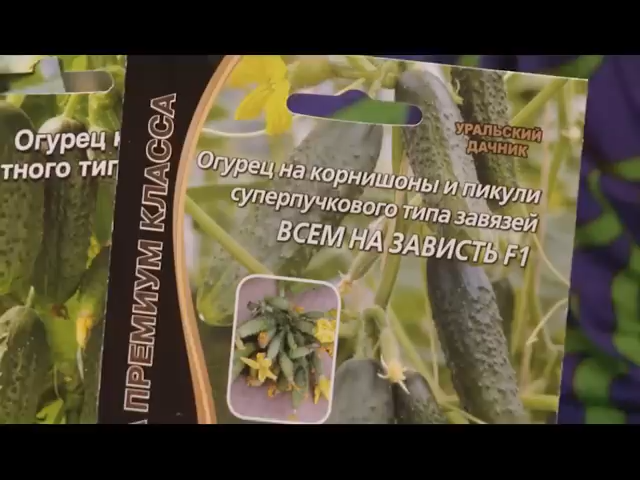 УРАЛЬСКИЙ
ДАЧНИК
Огурец на корнишоны и пикули
суперпучкового типа завязей
ВСЕМ НА ЗАВИСТЬ F1
ПРЕМИУМ КЛАССА
Огурец
тного тип